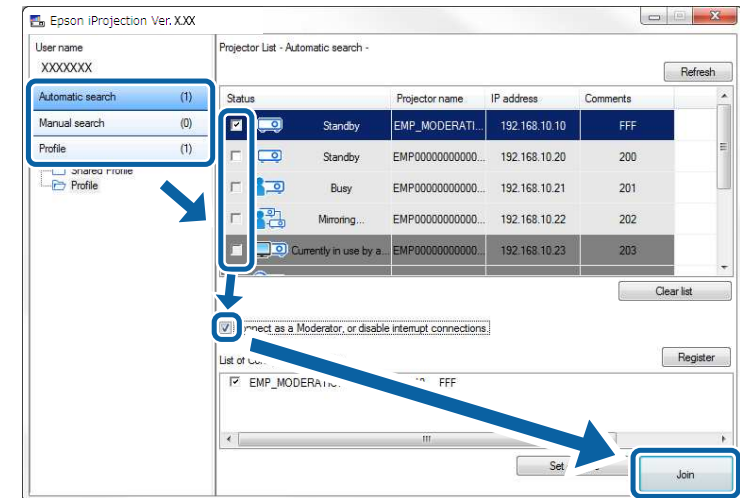 Epson iProjection Ver. X.XX
User name
XXXXXXX
Automatic search (1)
Manual search (0)
Profile (1)
Shared Profile
Profile
Projector List - Automatic search -
Refresh
Status Projector name IP address Comments
Standby EMP_MODERATI... 192.168.10.10 FFF
Standby EMP00000000000... 192.168.10.20 200
Busy EMP00000000000... 192.168.10.21 201
Mirroring... EMP00000000000... 192.168.10.22 202
Currently in use by a... EMP00000000000... 192.168.10.23 203
Clear list
Connect as a Moderator, or disable interrupt connections.
List of
Register
FFF
Set
Join